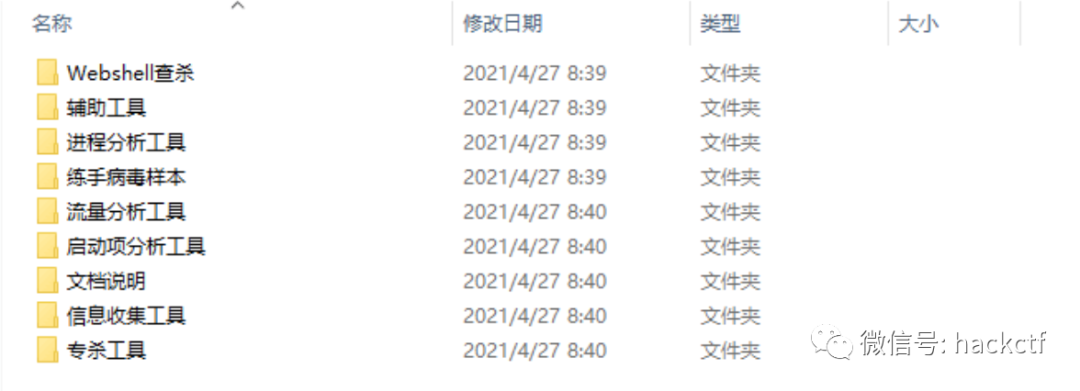 名称 修改日期 类型 大小
Webshell查杀 2021/4/27 8:39 文件夹
辅助工具 2021/4/27 8:39 文件夹
进程分析工具 2021/4/27 8:39 文件夹
练手病毒样本 2021/4/27 8:39 文件夹
流量分析工具 2021/4/27 8:40 文件夹
启动项分析工具 2021/4/27 8:40 文件夹
文档说明 2021/4/27 8:40 文件夹
信息收集工具 2021/4/27 8:40 文件夹
专杀工具 2021/4/27 8:40 文件夹
微信号: hackctf